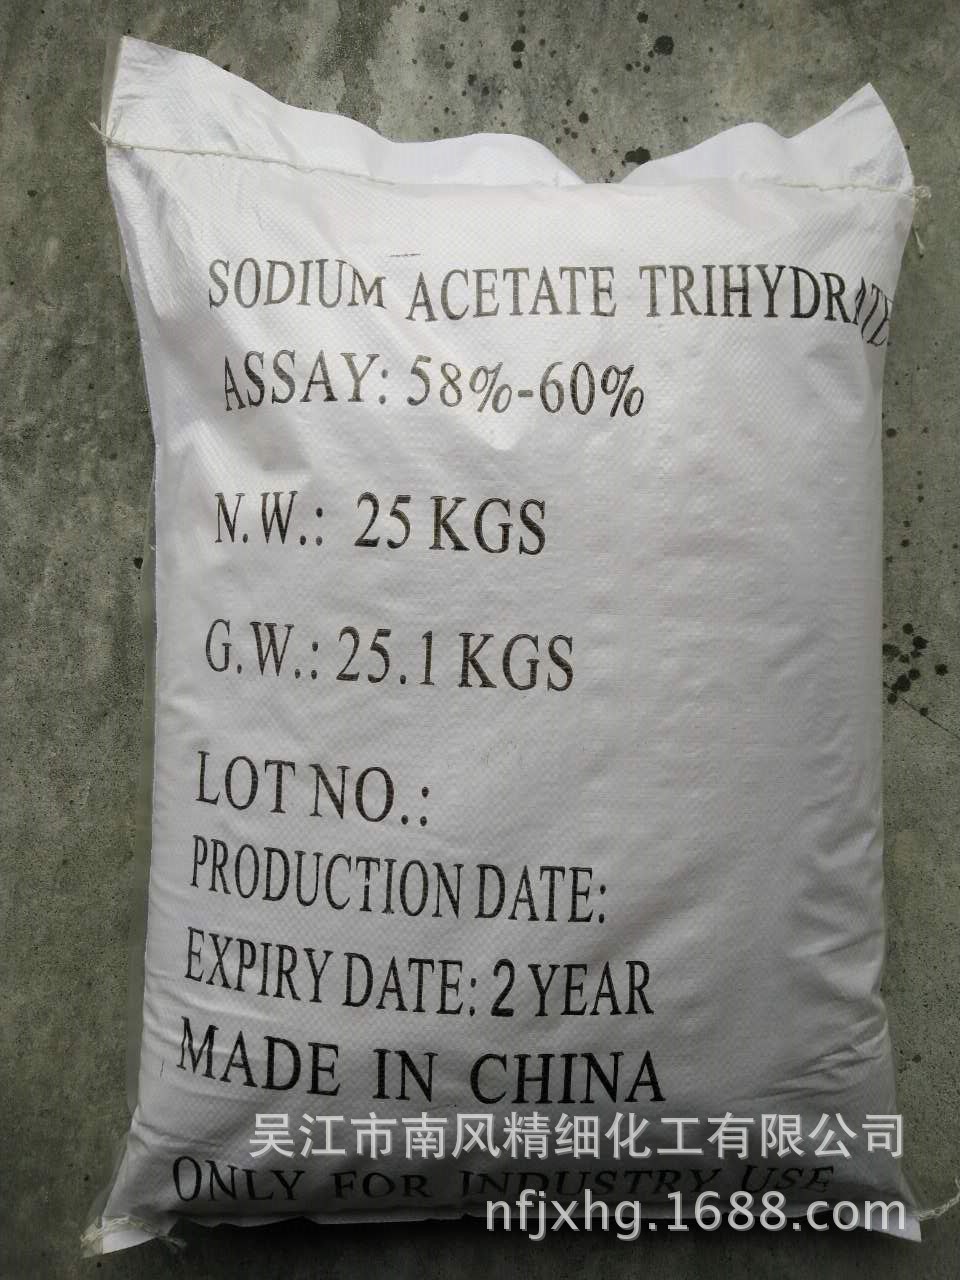 SODIUM ACETATE TRIHYDRATE
ASSAY: 58%-60%
N.W.: 25 KGS
G.W.: 25.1 KGS
LOT NO.:
PRODUCTION DATE:
EXPIRY DATE: 2 YEAR
MADE IN CHINA
吴江市南风精细化工有限公司
ONLY FOR INDUSTRY USE
nfjxhg.1688.com